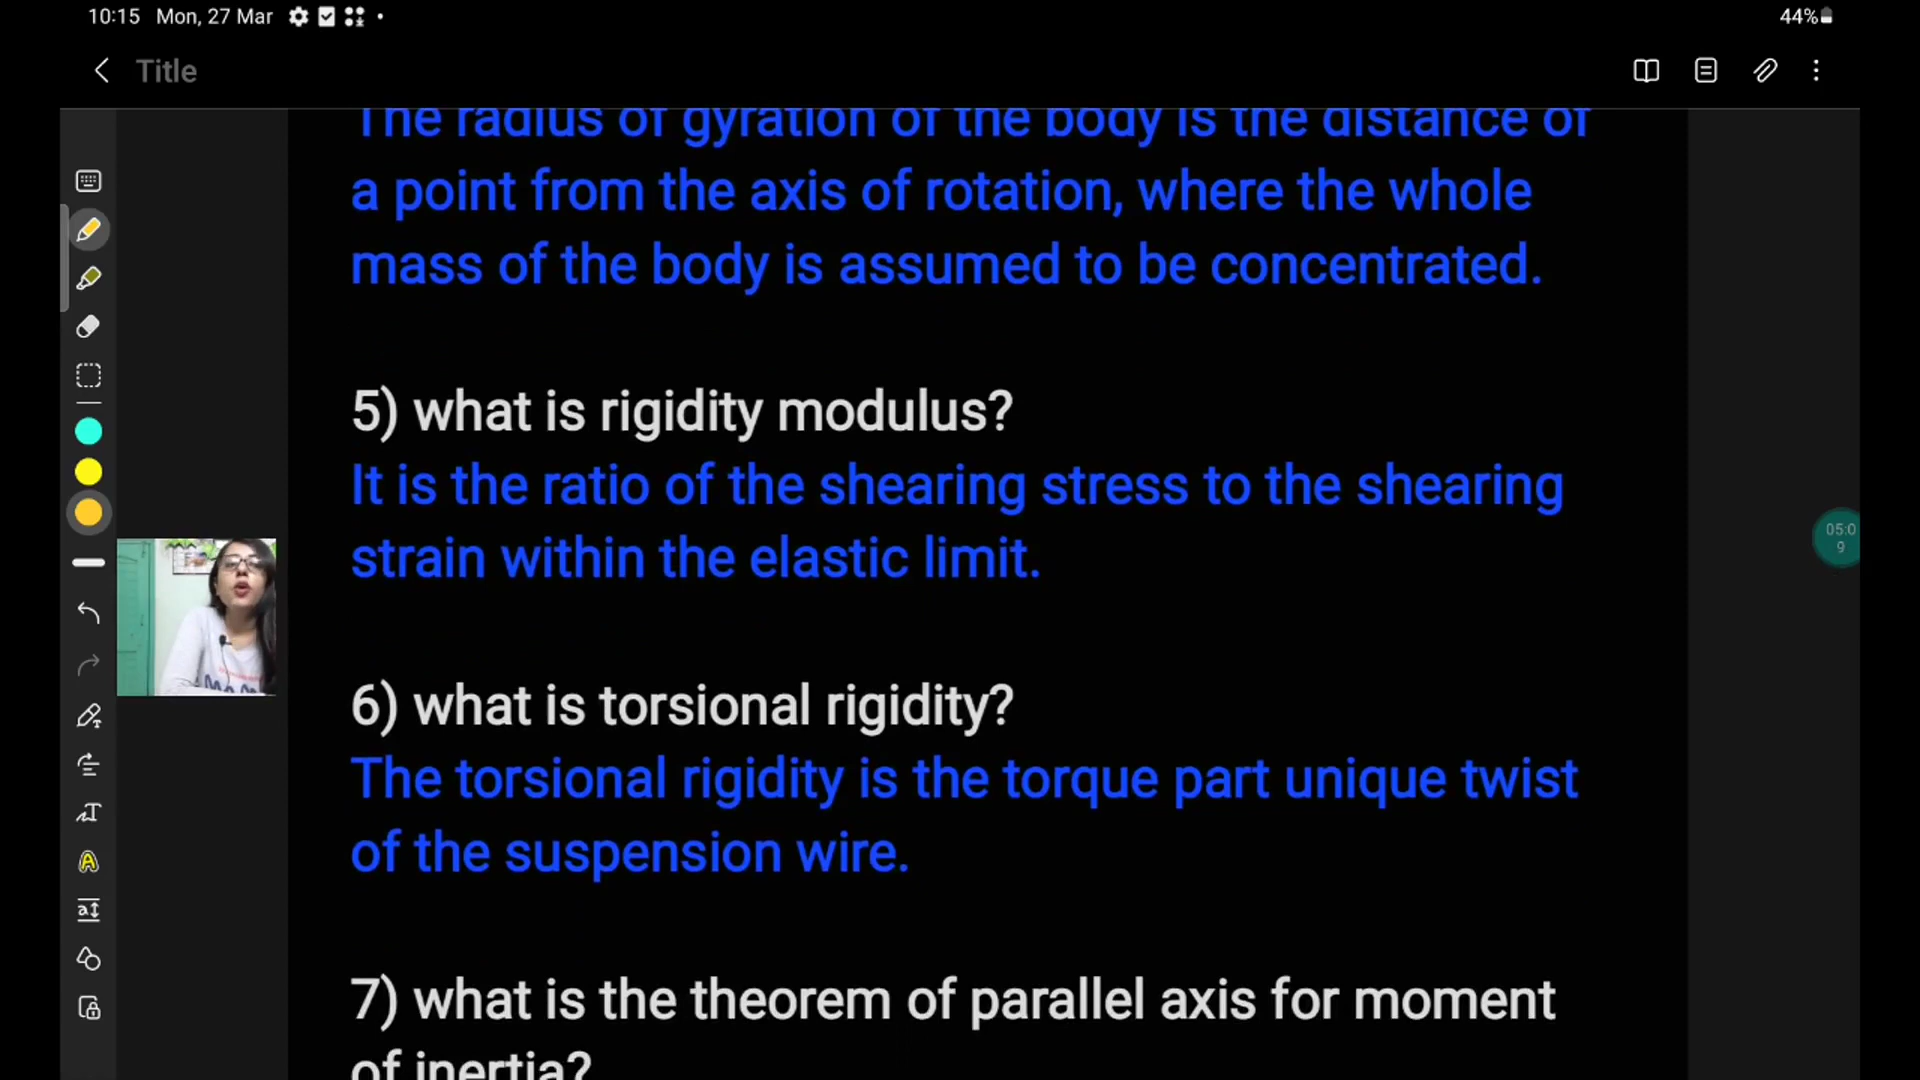 10:15 Mon, 27 Mar
44%
Title
The radius of gyration of the body is the distance of
a point from the axis of rotation, where the whole
mass of the body is assumed to be concentrated.
5) what is rigidity modulus?
It is the ratio of the shearing stress to the shearing
strain within the elastic limit.
05:0
9
6) what is torsional rigidity?
The torsional rigidity is the torque part unique twist
of the suspension wire.
7) what is the theorem of parallel axis for moment
of inertia?